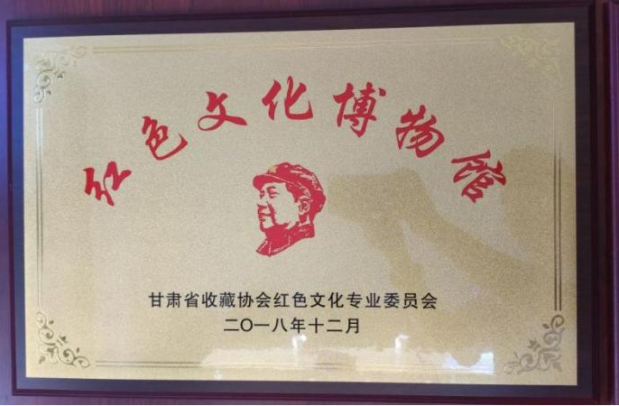 红色文化博物馆
甘肃省收藏协会红色文化专业委员会
二〇一八年十二月